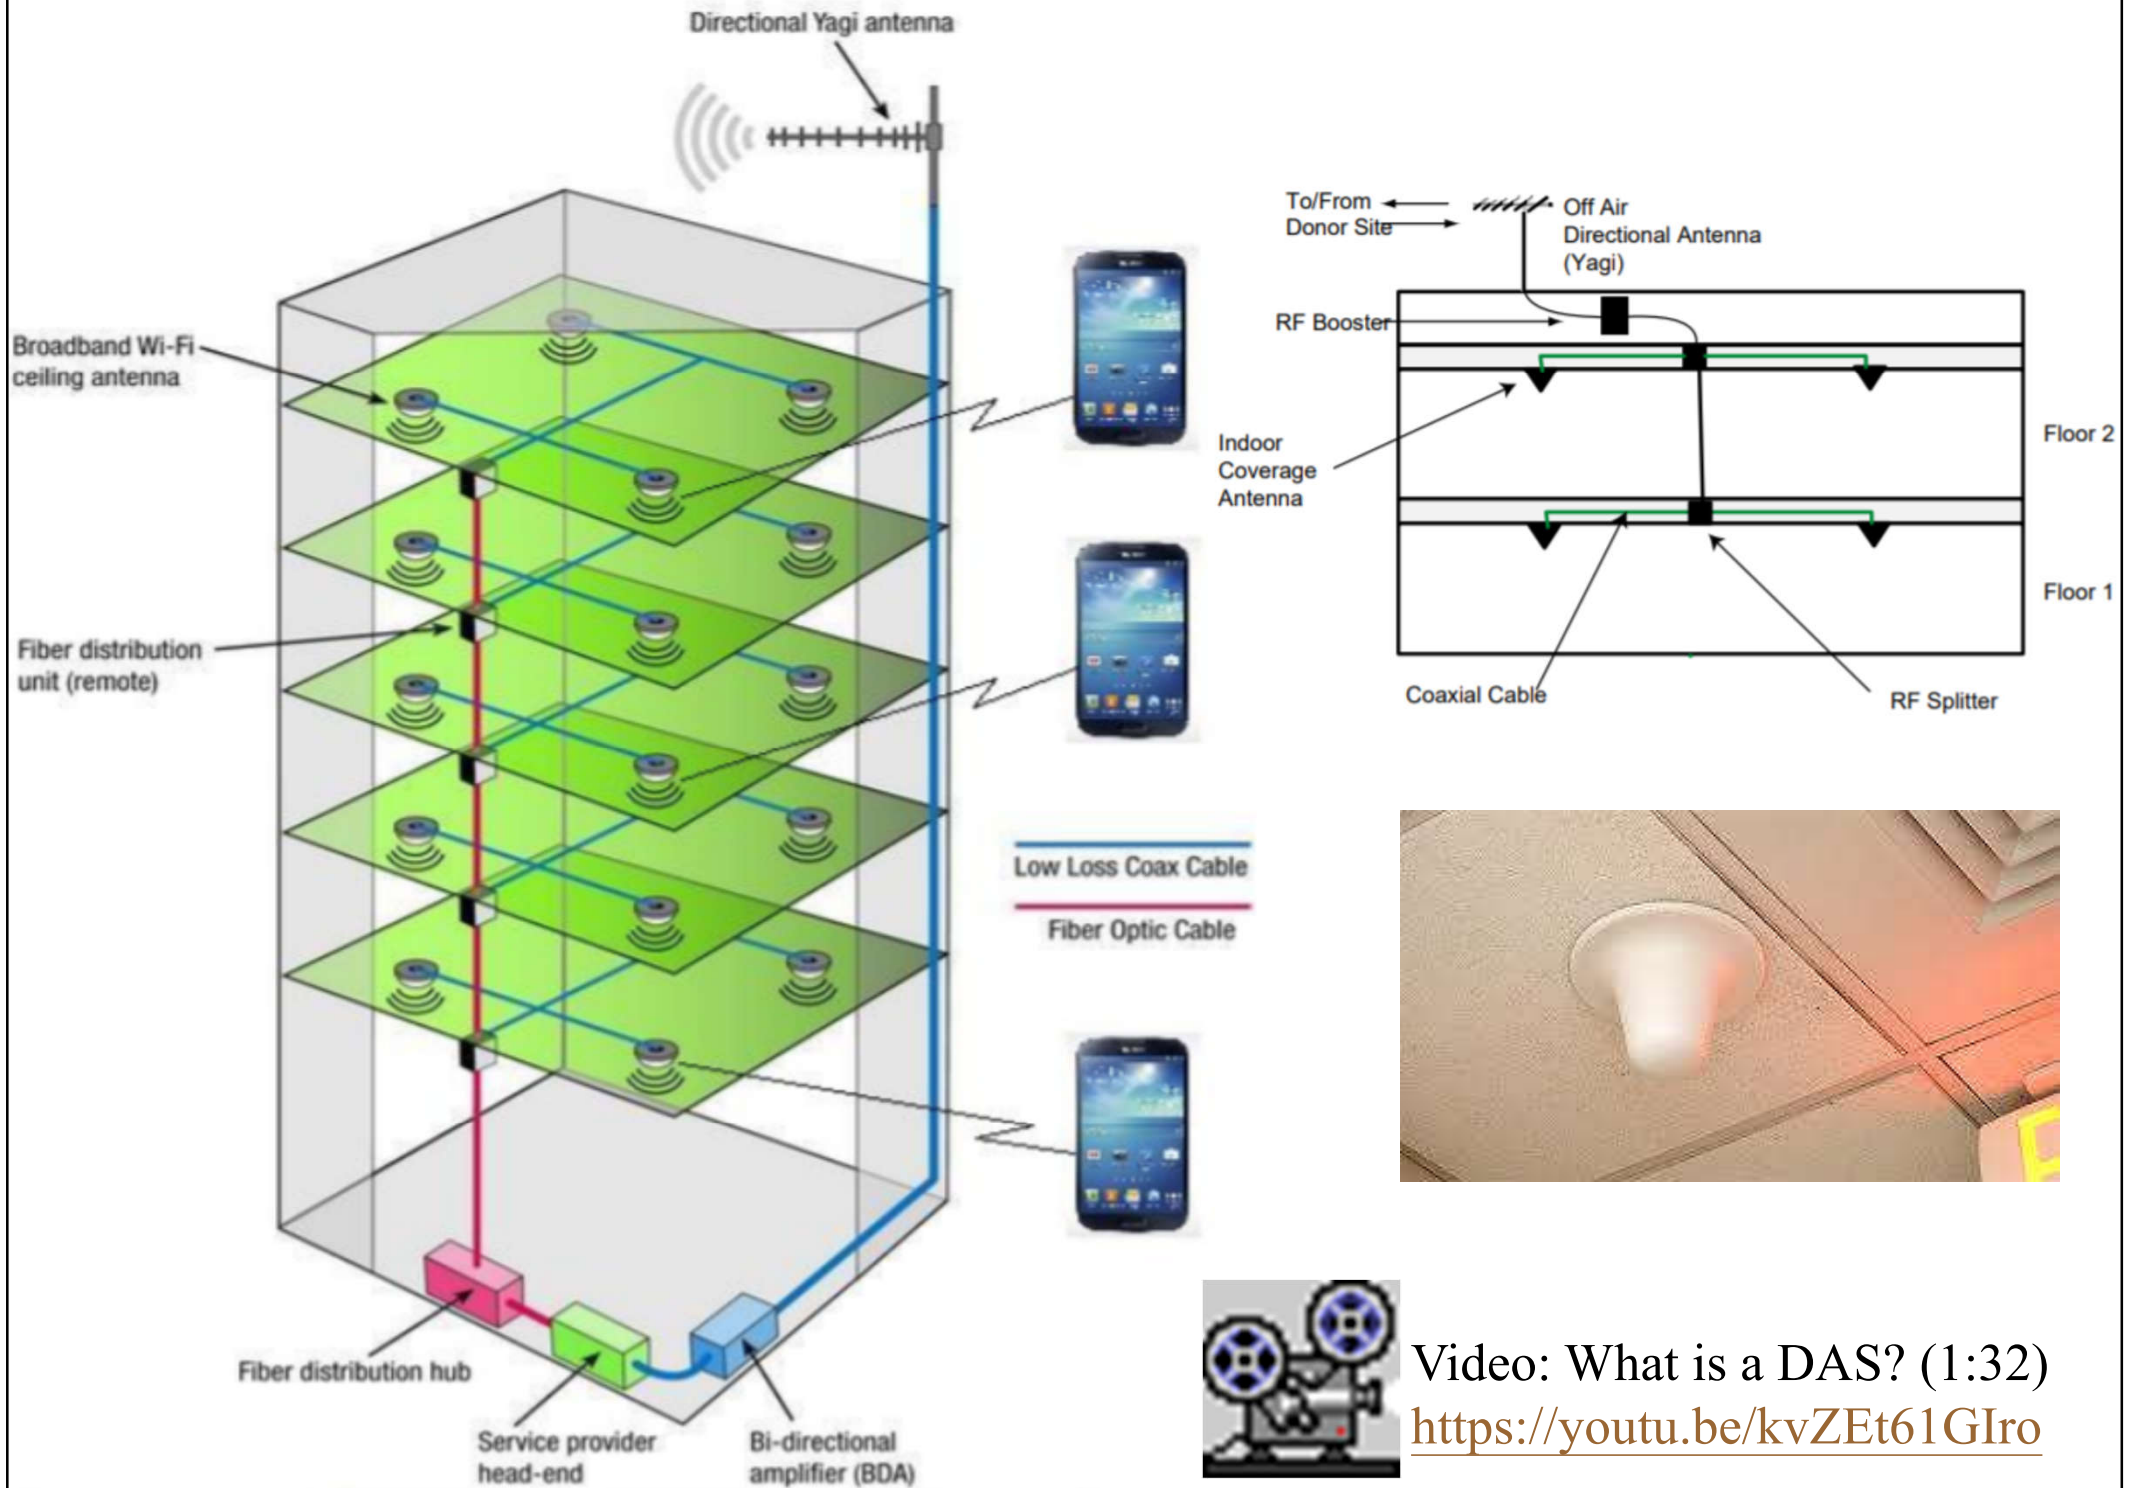 Directional Yagi antenna
Broadband Wi-Fi
ceiling antenna
Fiber distribution
unit (remote)
Low Loss Coax Cable
Fiber Optic Cable
Fiber distribution hub
Service provider
head-end
Bi-directional
amplifier (BDA)
To/From
Donor Site
Off Air
Directional Antenna
(Yagi)
RF Booster
Indoor
Coverage
Antenna
Floor 2
Floor 1
Coaxial Cable
RF Splitter
Video: What is a DAS? (1:32)
https://youtu.be/kvZEt61GIro